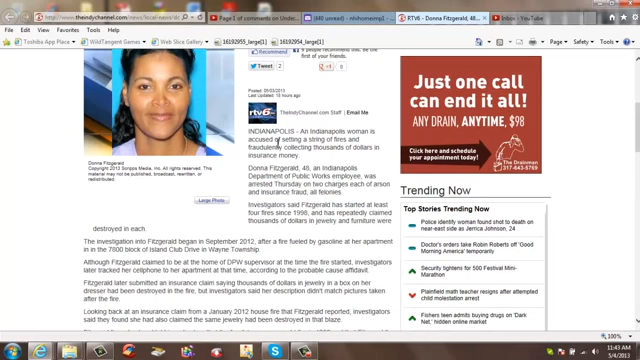 www.theindychannel.com/news/local-news/do
Page 1 of comments on Under...
(440 unread) - nhihomeimp1...
RTV6 - Donna Fitzgerald, 48, ...
Inbox - YouTube
File Edit View Favorites Tools Help
Toshiba App Place
WildTangent Games
Web Slice Gallery
16192955_large[1]
16192954_large[1]
Recommend
8 people recommend this. Be the first of your friends.
Tweet 2
+1 0
Posted: 05/03/2013
Last Updated: 18 hours ago
rtv6
TheIndyChannel.com Staff | Email Me
INDIANAPOLIS - An Indianapolis woman is
accused of setting a string of fires and
fraudulently collecting thousands of dollars in
insurance money.
Donna Fitzgerald, 48, an Indianapolis
Department of Public Works employee, was
arrested Thursday on two charges each of arson
and insurance fraud, all felonies.
Investigators said Fitzgerald has started at least
four fires since 1998, and has repeatedly claimed
thousands of dollars in jewelry and furniture were
destroyed in each.
Donna Fitzgerald
Copyright 2013 Scripps Media, Inc. All rights reserved. This
material may not be published, broadcast, rewritten, or
redistributed.
Large Photo
The investigation into Fitzgerald began in September 2012, after a fire fueled by gasoline at her apartment
in in the 7800 block of Island Club Drive in Wayne Township.
Although Fitzgerald claimed to be at the home of DPW supervisor at the time the fire started, investigators
later tracked her cellphone to her apartment at that time, according to the probable cause affidavit.
Fitzgerald later submitted an insurance claim saying thousands of dollars in jewelry in a box on her
dresser had been destroyed in the fire, but investigators said her description didn't match pictures taken
after the fire.
Looking back at an insurance claim from a January 2012 house fire that Fitzgerald reported, investigators
said they found she had also claimed the same jewelry had been destroyed in that blaze.
Just one call
can end it all!
ANY DRAIN, ANYTIME, $98
Click here and schedule
your appointment today!
The Drainman
317-643-5769
Trending Now
Top Stories Trending Now
Police identify woman found shot to death on
near-east side as Jerrica Johnson, 24
Doctor's orders take Robin Roberts off 'Good
Morning America' temporarily
Security tightens for 500 Festival Mini-
Marathon
Plainfield math teacher resigns after attempted
child molestation arrest
Fishers teen admits buying drugs on 'Dark
Net,' hidden online market
11:43 AM
5/4/2013